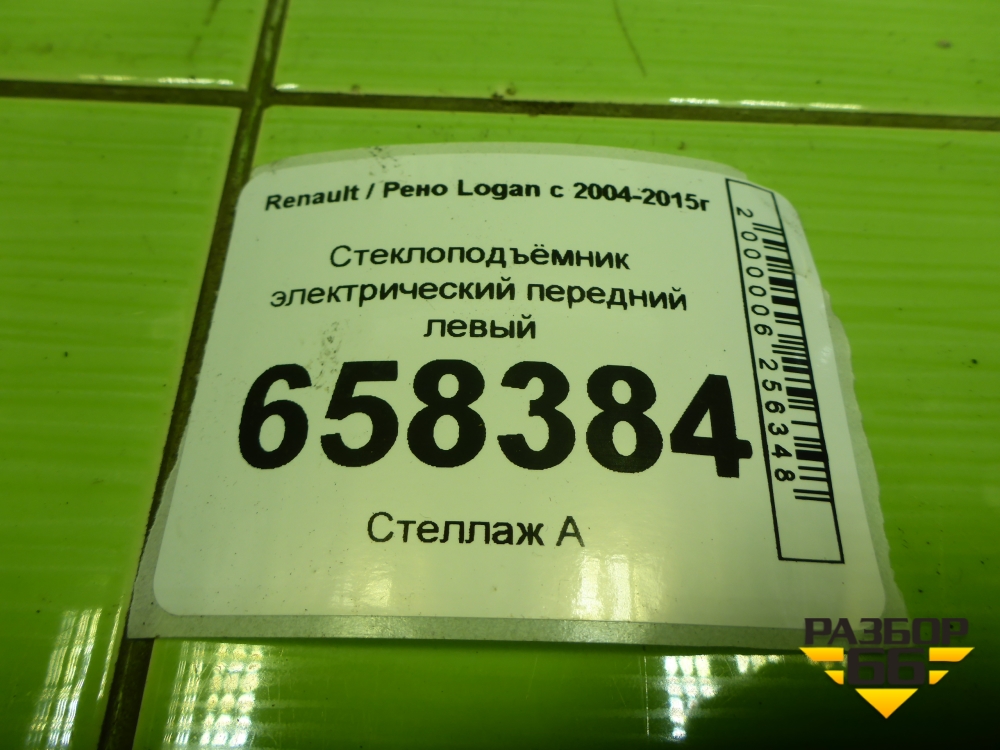 Renault / Рено Logan с 2004-2015г
Стеклоподъёмник
электрический передний
левый
658384
Стеллаж А
2000006256348
РАЗБОР
66